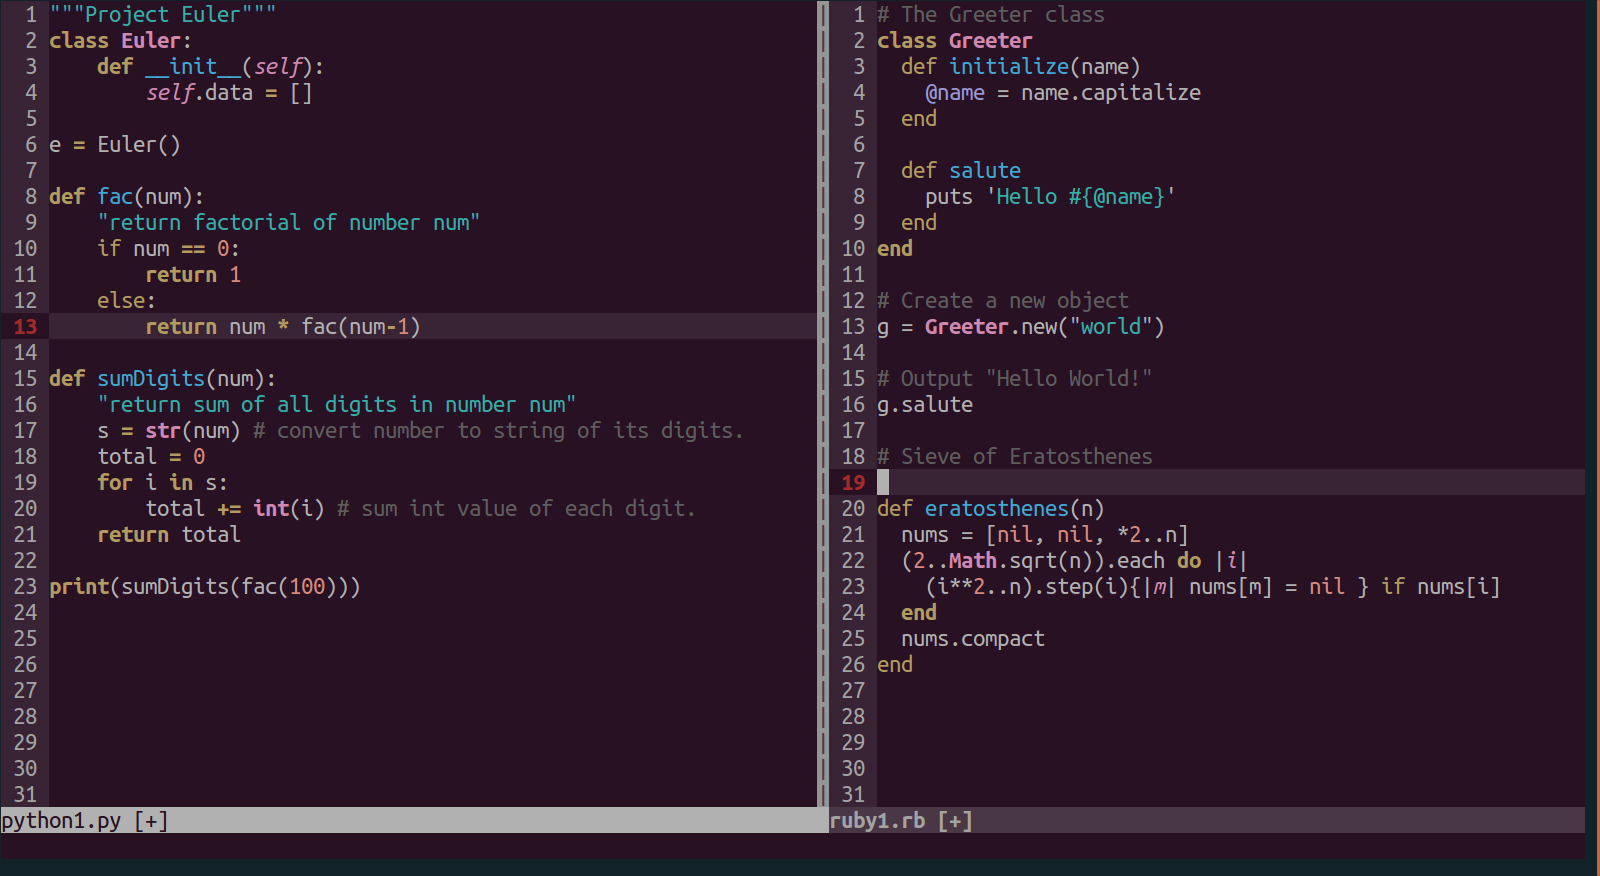 1 """Project Euler"""
2 class Euler:
3     def __init__(self):
4         self.data = []
5
6 e = Euler()
7
8 def fac(num):
9     "return factorial of number num"
10     if num == 0:
11         return 1
12     else:
13         return num * fac(num-1)
14
15 def sumDigits(num):
16     "return sum of all digits in number num"
17     s = str(num) # convert number to string of its digits.
18     total = 0
19     for i in s:
20         total += int(i) # sum int value of each digit.
21     return total
22
23 print(sumDigits(fac(100)))
24
25
26
27
28
29
30
31
python1.py [+]
1 # The Greeter class
2 class Greeter
3   def initialize(name)
4     @name = name.capitalize
5   end
6
7   def salute
8     puts 'Hello #{@name}'
9   end
10 end
11
12 # Create a new object
13 g = Greeter.new("world")
14
15 # Output "Hello World!"
16 g.salute
17
18 # Sieve of Eratosthenes
19
20 def eratosthenes(n)
21   nums = [nil, nil, *2..n]
22   (2..Math.sqrt(n)).each do |i|
23     (i**2..n).step(i){|m| nums[m] = nil } if nums[i]
24   end
25   nums.compact
26 end
27
28
29
30
31
ruby1.rb [+]